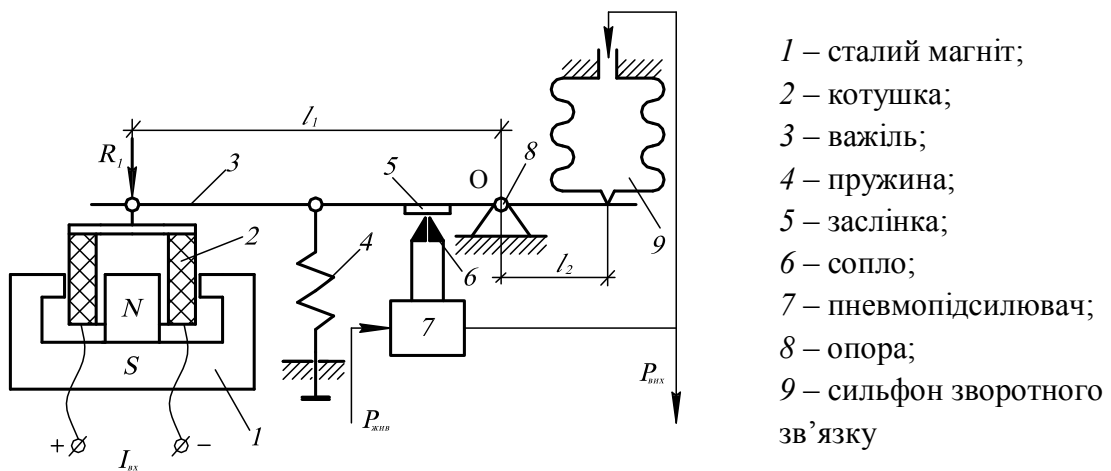 l₁
R₁
3
5
O
8
9
2
4
6
l₂
N
7
S
Pвих
Pжив
1
+ −
Iвх
1 – сталий магніт;
2 – котушка;
3 – важіль;
4 – пружина;
5 – заслінка;
6 – сопло;
7 – пневмопідсилювач;
8 – опора;
9 – сильфон зворотного
зв’язку